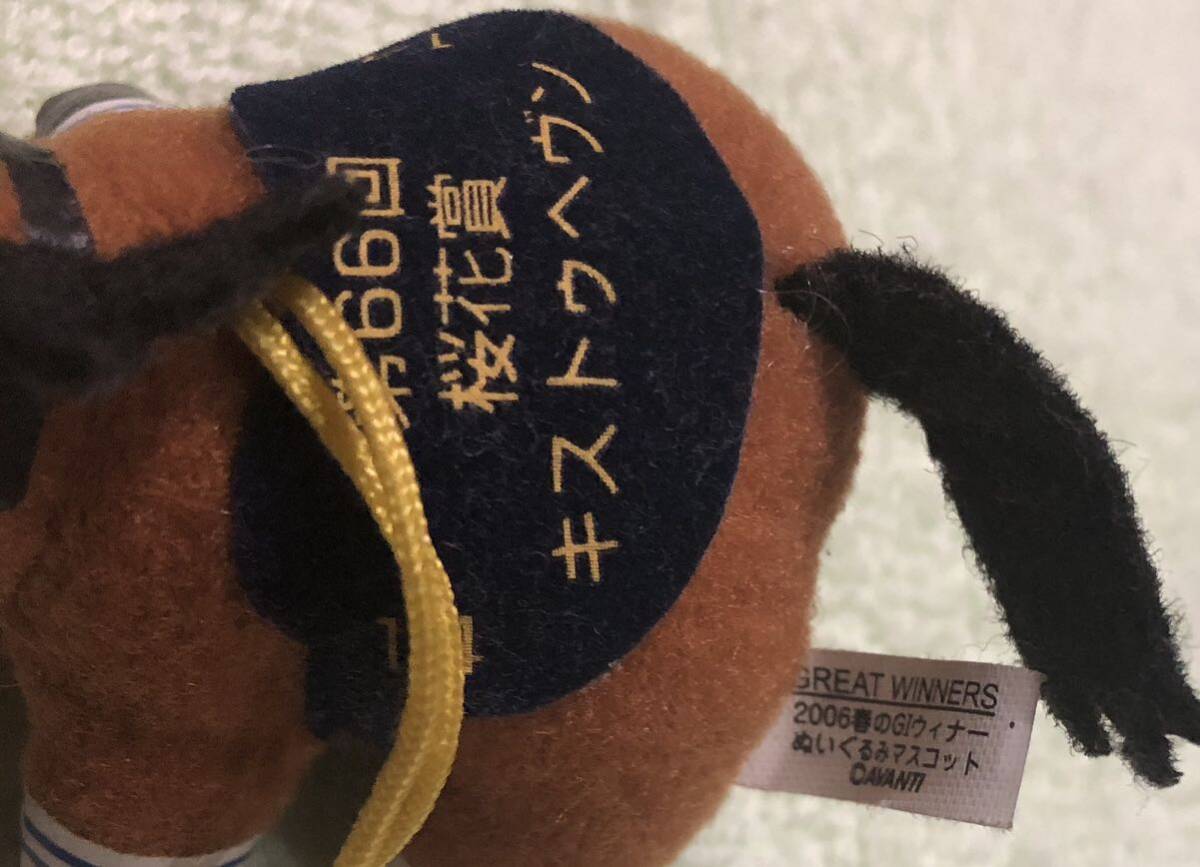 第66回
桜花賞
キストゥヘヴン
GREAT WINNERS
2006春のGIウィナー
ぬいぐるみマスコット
©AVANTI